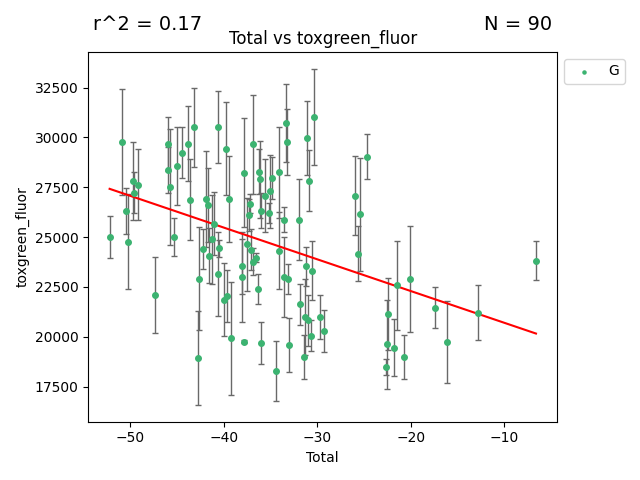 r^2 = 0.17
N = 90
Total vs toxgreen_fluor
G
32500
30000
27500
25000
22500
20000
17500
toxgreen_fluor
−50
−40
−30
−20
−10
Total